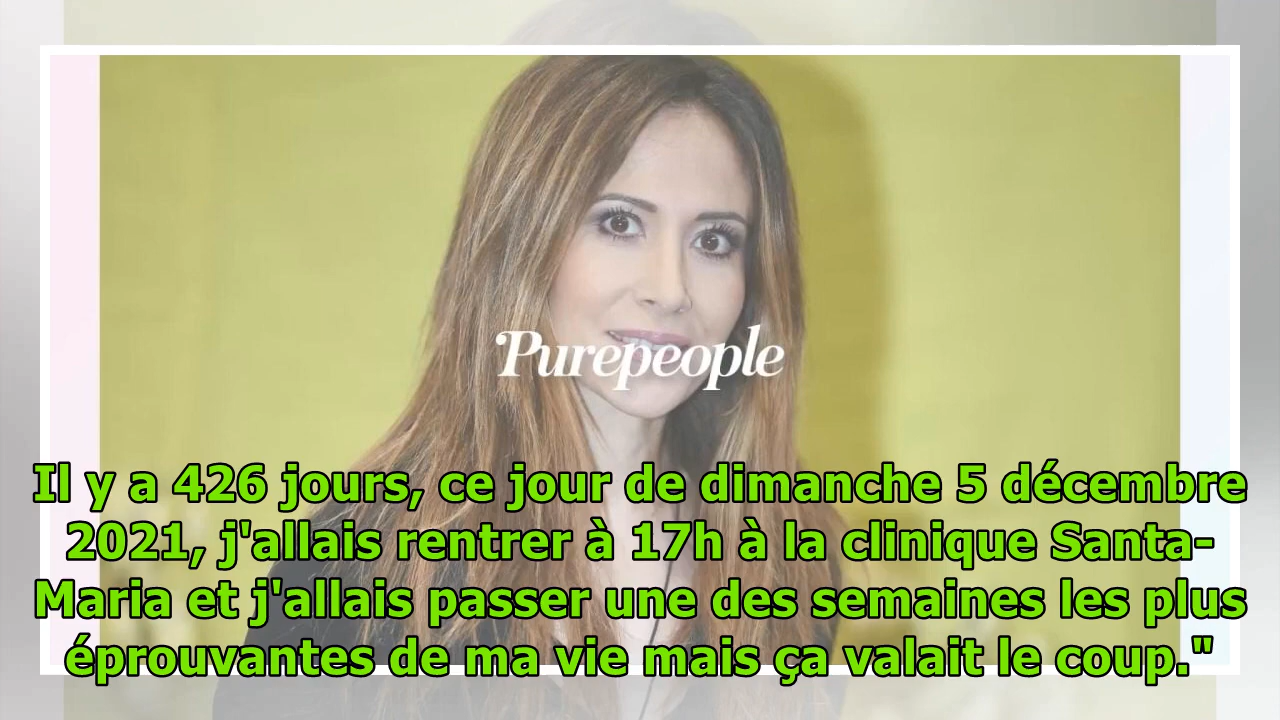 Purepeople
Il y a 426 jours, ce jour de dimanche 5 décembre
2021, j'allais rentrer à 17h à la clinique Santa-
Maria et j'allais passer une des semaines les plus
éprouvantes de ma vie mais ça valait le coup."